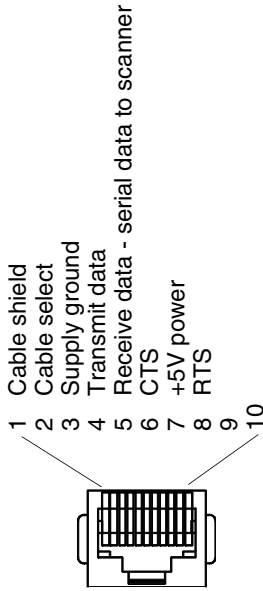 1 Cable shield
2 Cable select
3 Supply ground
4 Transmit data
5 Receive data - serial data to scanner
6 CTS
7 +5V power
8 RTS
9
10